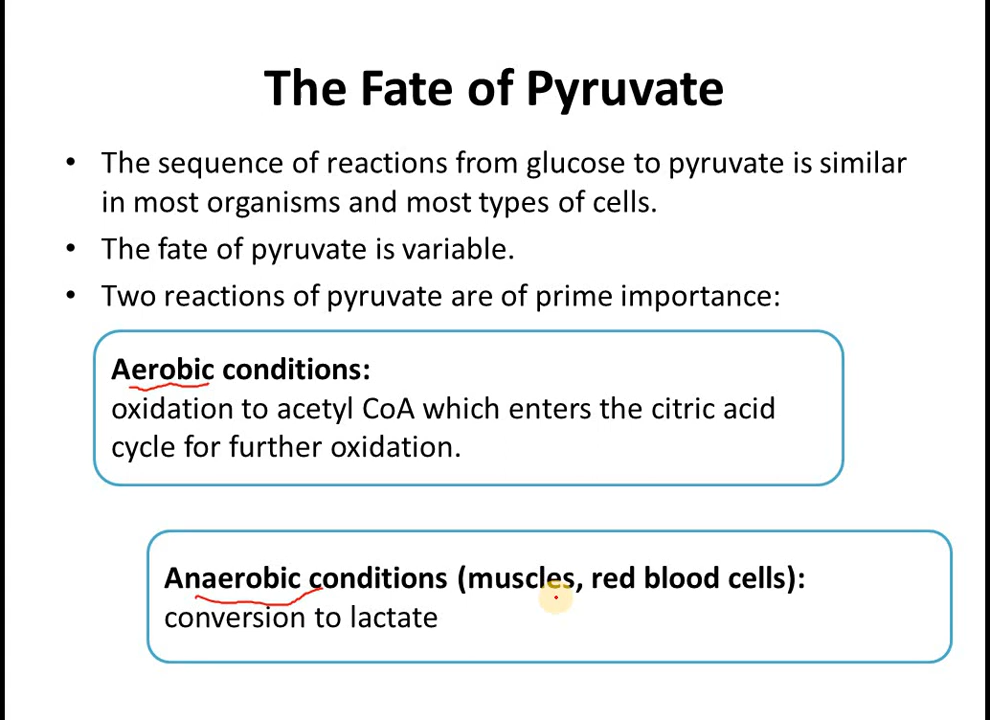 The Fate of Pyruvate
• The sequence of reactions from glucose to pyruvate is similar
in most organisms and most types of cells.
• The fate of pyruvate is variable.
• Two reactions of pyruvate are of prime importance:
Aerobic conditions:
oxidation to acetyl CoA which enters the citric acid
cycle for further oxidation.
Anaerobic conditions (muscles, red blood cells):
conversion to lactate